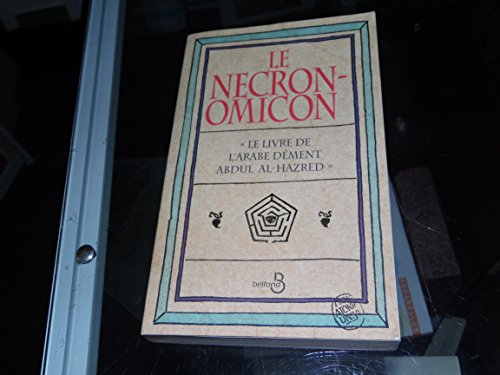 LE
NECRON-
OMICON
« LE LIVRE DE
L'ARABE DÉMENT
ABDUL AL-HAZRED »
belfond